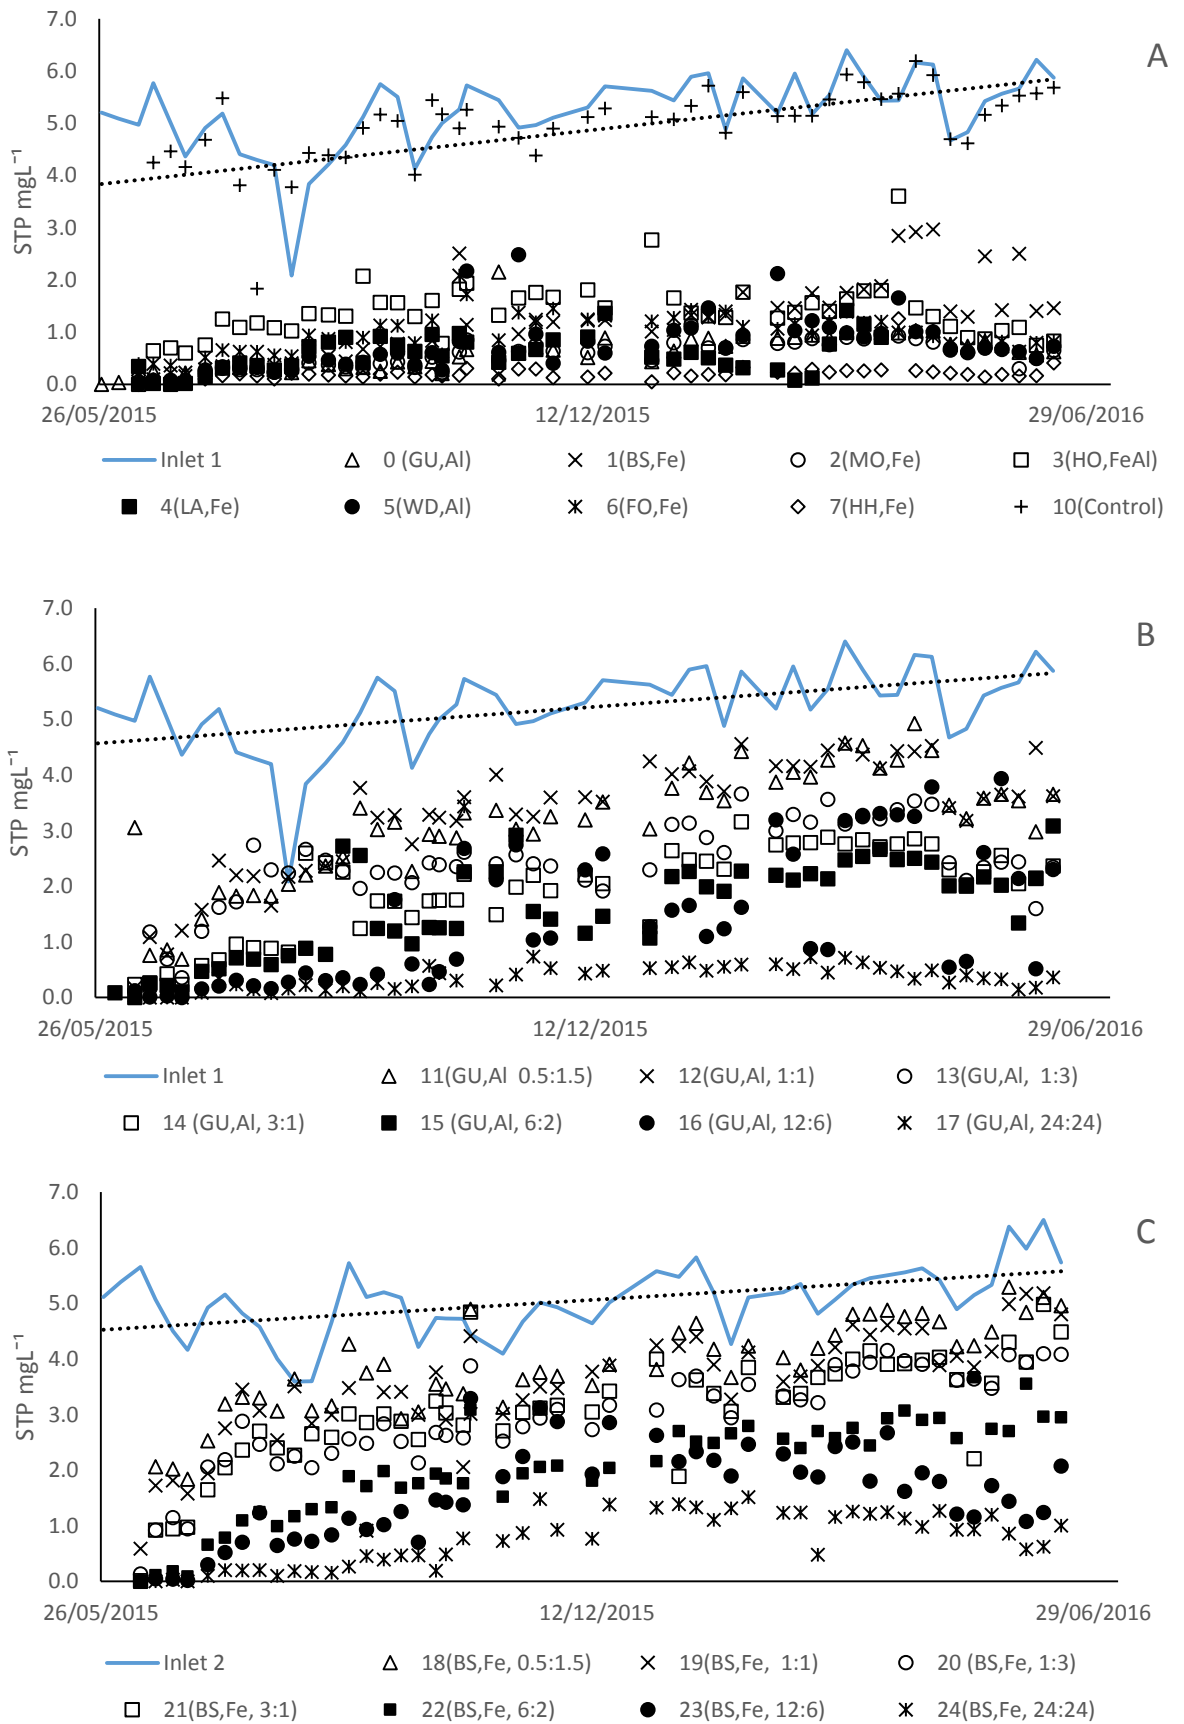 7.0
A
6.0
5.0
4.0
3.0
2.0
1.0
0.0
STP mgL⁻¹
26/05/2015 12/12/2015 29/06/2016
Inlet 1 0 (GU,Al) 1(BS,Fe) 2(MO,Fe) 3(HO,FeAl)
4(LA,Fe) 5(WD,Al) 6(FO,Fe) 7(HH,Fe) 10(Control)
7.0
B
6.0
5.0
4.0
3.0
2.0
1.0
0.0
STP mgL⁻¹
26/05/2015 12/12/2015 29/06/2016
Inlet 1 11(GU,Al 0.5:1.5) 12(GU,Al, 1:1) 13(GU,Al, 1:3)
14 (GU,Al, 3:1) 15 (GU,Al, 6:2) 16 (GU,Al, 12:6) 17 (GU,Al, 24:24)
7.0
C
6.0
5.0
4.0
3.0
2.0
1.0
0.0
STP mgL⁻¹
26/05/2015 12/12/2015 29/06/2016
Inlet 2 18(BS,Fe, 0.5:1.5) 19(BS,Fe, 1:1) 20 (BS,Fe, 1:3)
21(BS,Fe, 3:1) 22(BS,Fe, 6:2) 23(BS,Fe, 12:6) 24(BS,Fe, 24:24)